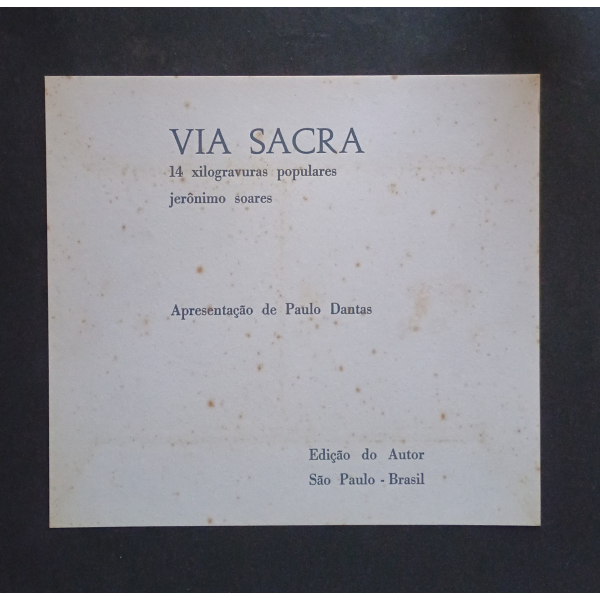 VIA SACRA
14 xilogravuras populares
jerônimo soares
Apresentação de Paulo Dantas
Edição do Autor
São Paulo - Brasil